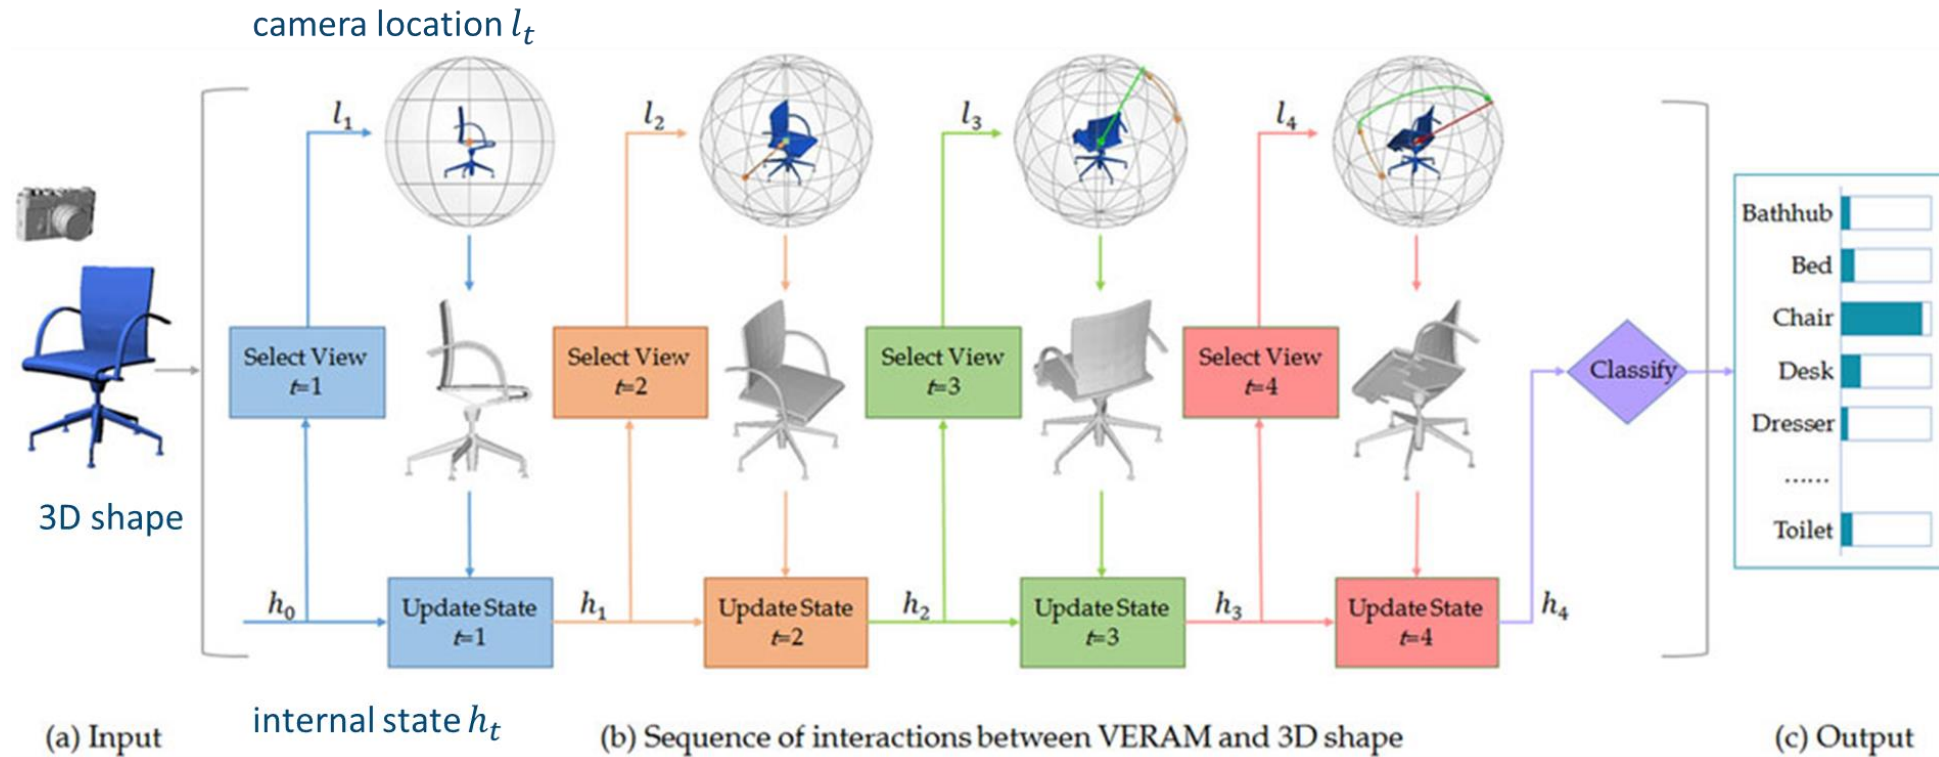 camera location lₜ
l₁
l₂
l₃
l₄
Select View
t=1
Select View
t=2
Select View
t=3
Select View
t=4
3D shape
h₀
Update State
t=1
h₁
Update State
t=2
h₂
Update State
t=3
h₃
Update State
t=4
h₄
Classify
Bathhub
Bed
Chair
Desk
Dresser
......
Toilet
internal state hₜ
(a) Input
(b) Sequence of interactions between VERAM and 3D shape
(c) Output